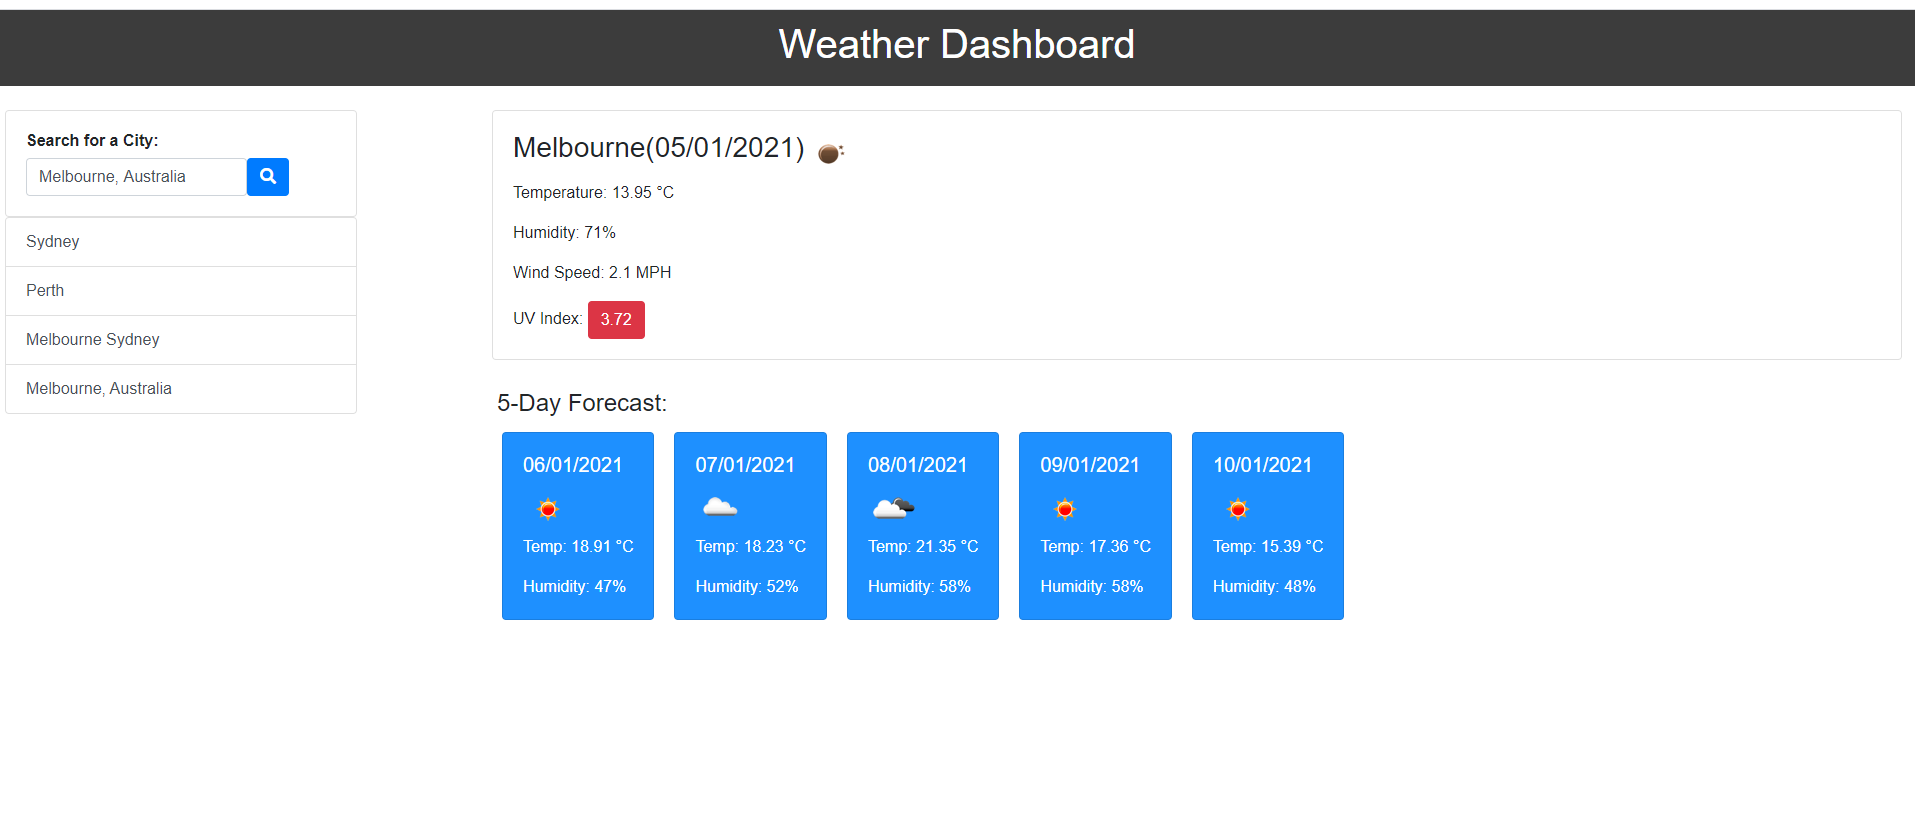 Weather Dashboard
Search for a City:
Melbourne, Australia
Sydney
Perth
Melbourne Sydney
Melbourne, Australia
Melbourne(05/01/2021)
Temperature: 13.95 °C
Humidity: 71%
Wind Speed: 2.1 MPH
UV Index: 3.72
5-Day Forecast:
06/01/2021
Temp: 18.91 °C
Humidity: 47%
07/01/2021
Temp: 18.23 °C
Humidity: 52%
08/01/2021
Temp: 21.35 °C
Humidity: 58%
09/01/2021
Temp: 17.36 °C
Humidity: 58%
10/01/2021
Temp: 15.39 °C
Humidity: 48%